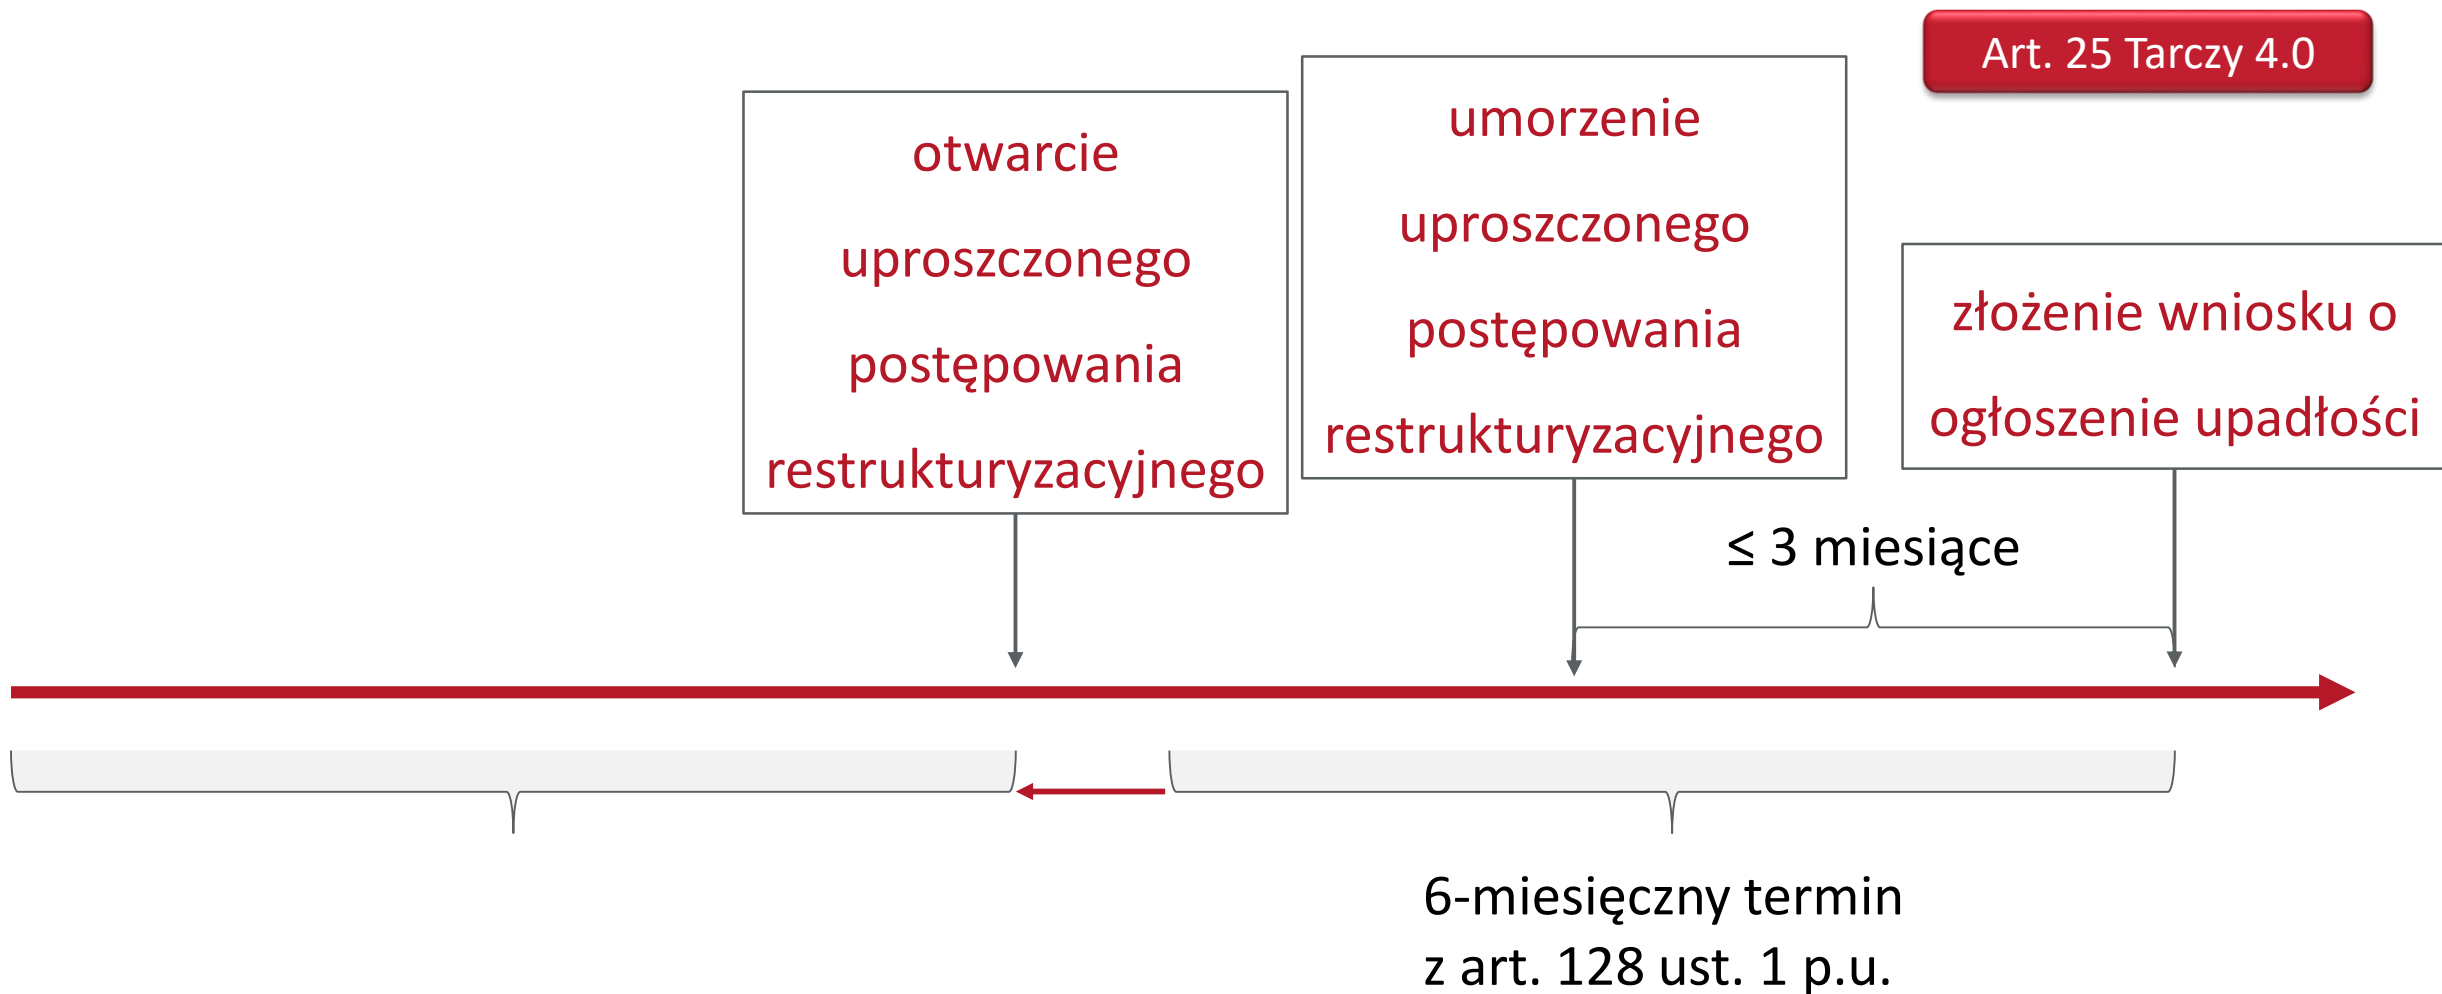 Art. 25 Tarczy 4.0
otwarcie
uproszczonego
postępowania
restrukturyzacyjnego
umorzenie
uproszczonego
postępowania
restrukturyzacyjnego
złożenie wniosku o
ogłoszenie upadłości
≤ 3 miesiące
6-miesięczny termin
z art. 128 ust. 1 p.u.